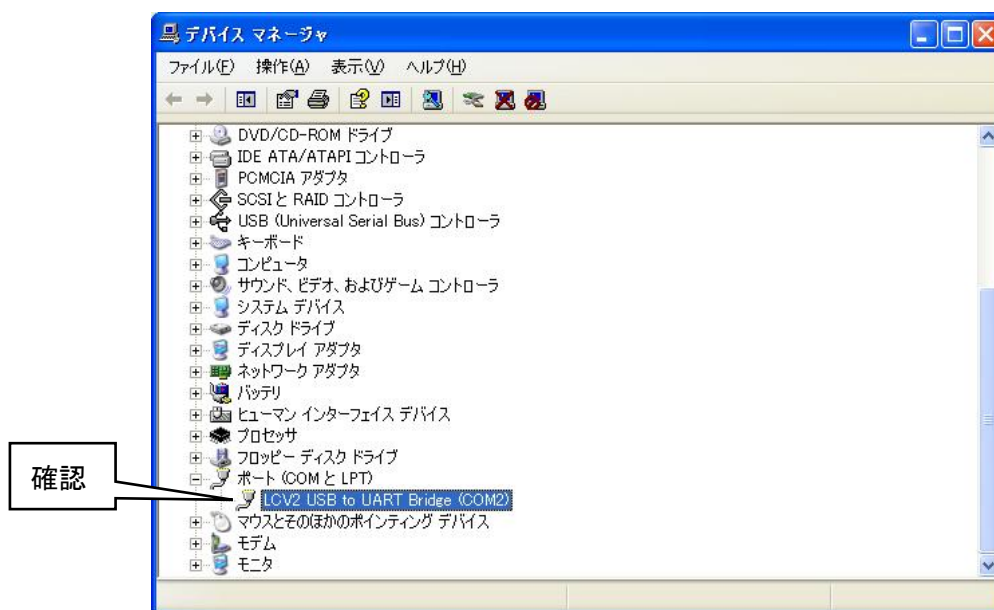 デバイス マネージャ
ファイル(F) 操作(A) 表示(V) ヘルプ(H)
DVD/CD-ROM ドライブ
IDE ATA/ATAPI コントローラ
PCMCIA アダプタ
SCSI と RAID コントローラ
USB (Universal Serial Bus) コントローラ
キーボード
コンピュータ
サウンド、ビデオ、およびゲーム コントローラ
システム デバイス
ディスク ドライブ
ディスプレイ アダプタ
ネットワーク アダプタ
バッテリ
ヒューマン インターフェイス デバイス
プロセッサ
フロッピー ディスク ドライブ
ポート (COM と LPT)
確認
LCV2 USB to UART Bridge (COM2)
マウスとそのほかのポインティング デバイス
モデム
モニタ